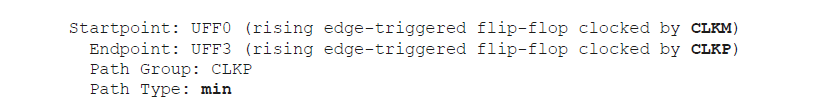 Startpoint: UFF0 (rising edge-triggered flip-flop clocked by CLKM)
Endpoint: UFF3 (rising edge-triggered flip-flop clocked by CLKP)
Path Group: CLKP
Path Type: min